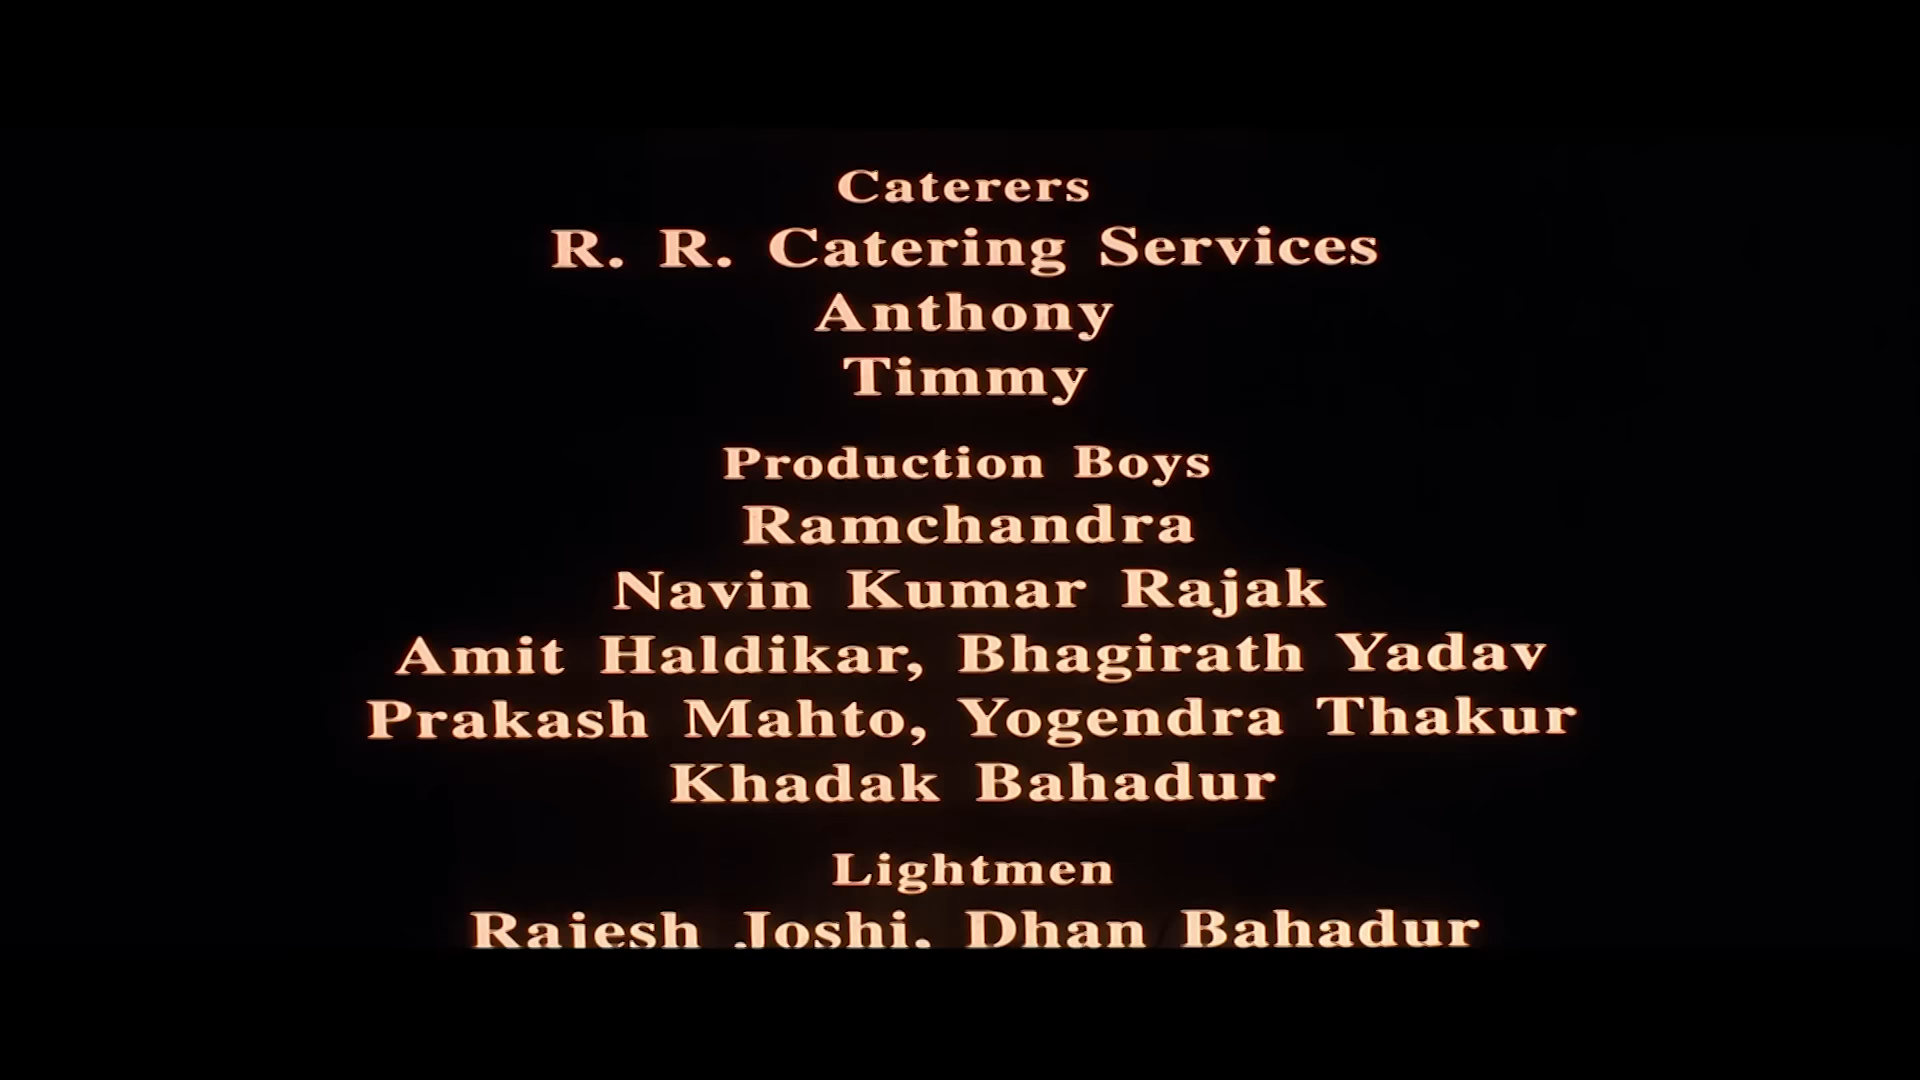 Caterers
R. R. Catering Services
Anthony
Timmy
Production Boys
Ramchandra
Navin Kumar Rajak
Amit Haldikar, Bhagirath Yadav
Prakash Mahto, Yogendra Thakur
Khadak Bahadur
Lightmen
Rajesh Joshi, Dhan Bahadur